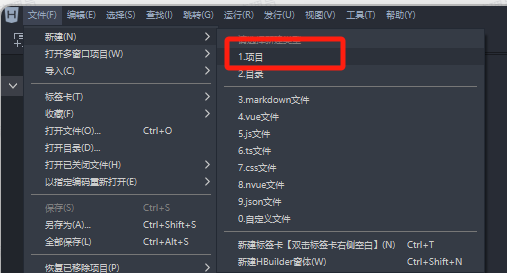 H 文件(F) 编辑(E) 选择(S) 查找(I) 跳转(G) 运行(R) 发行(U) 视图(V) 工具(T) 帮助(Y)
新建(N)
打开多窗口项目(W)
导入(C)
标签卡(T)
收藏(F)
打开文件(O)... Ctrl+O
打开目录(D)...
打开已关闭文件(H)
以指定编码重新打开(E)
保存(S) Ctrl+S
另存为(A)... Ctrl+Shift+S
全部保存(L) Ctrl+Alt+S
恢复已移除项目(P)
1.项目
2.目录
3.markdown文件
4.vue文件
5.js文件
6.ts文件
7.css文件
8.nvue文件
9.json文件
0.自定义文件
新建标签卡【双击标签卡右侧空白】(N) Ctrl+T
新建HBuilder窗体(W) Ctrl+Shift+N